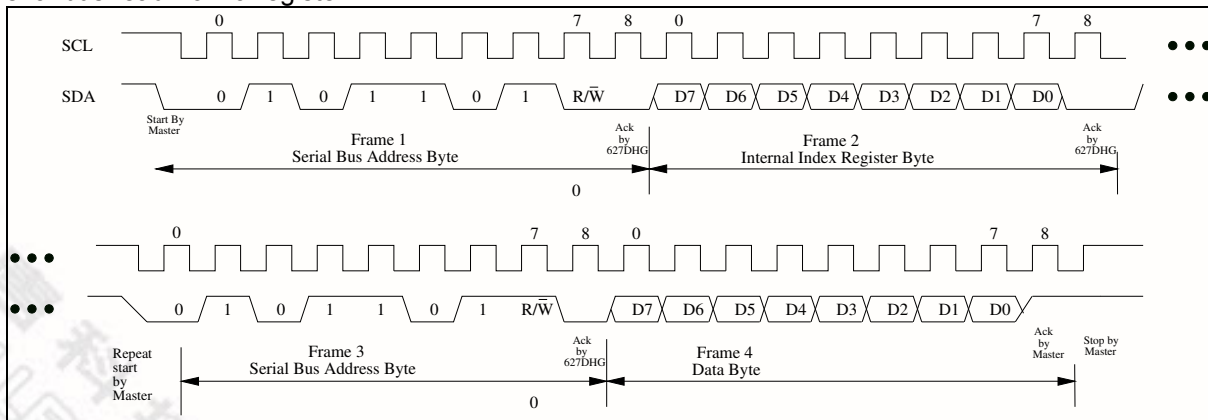 0 7 8 0 7 8
SCL
SDA 0 1 0 1 1 0 1 R/W̅ D7 D6 D5 D4 D3 D2 D1 D0
Start By
Master
Frame 1
Serial Bus Address Byte
Ack
by
627DHG
Frame 2
Internal Index Register Byte
Ack
by
627DHG
0
0 7 8 0 7 8
0 1 0 1 1 0 1 R/W̅ D7 D6 D5 D4 D3 D2 D1 D0
Repeat
start
by
Master
Frame 3
Serial Bus Address Byte
Ack
by
627DHG
Frame 4
Data Byte
Ack
by
Master
Stop by
Master
0